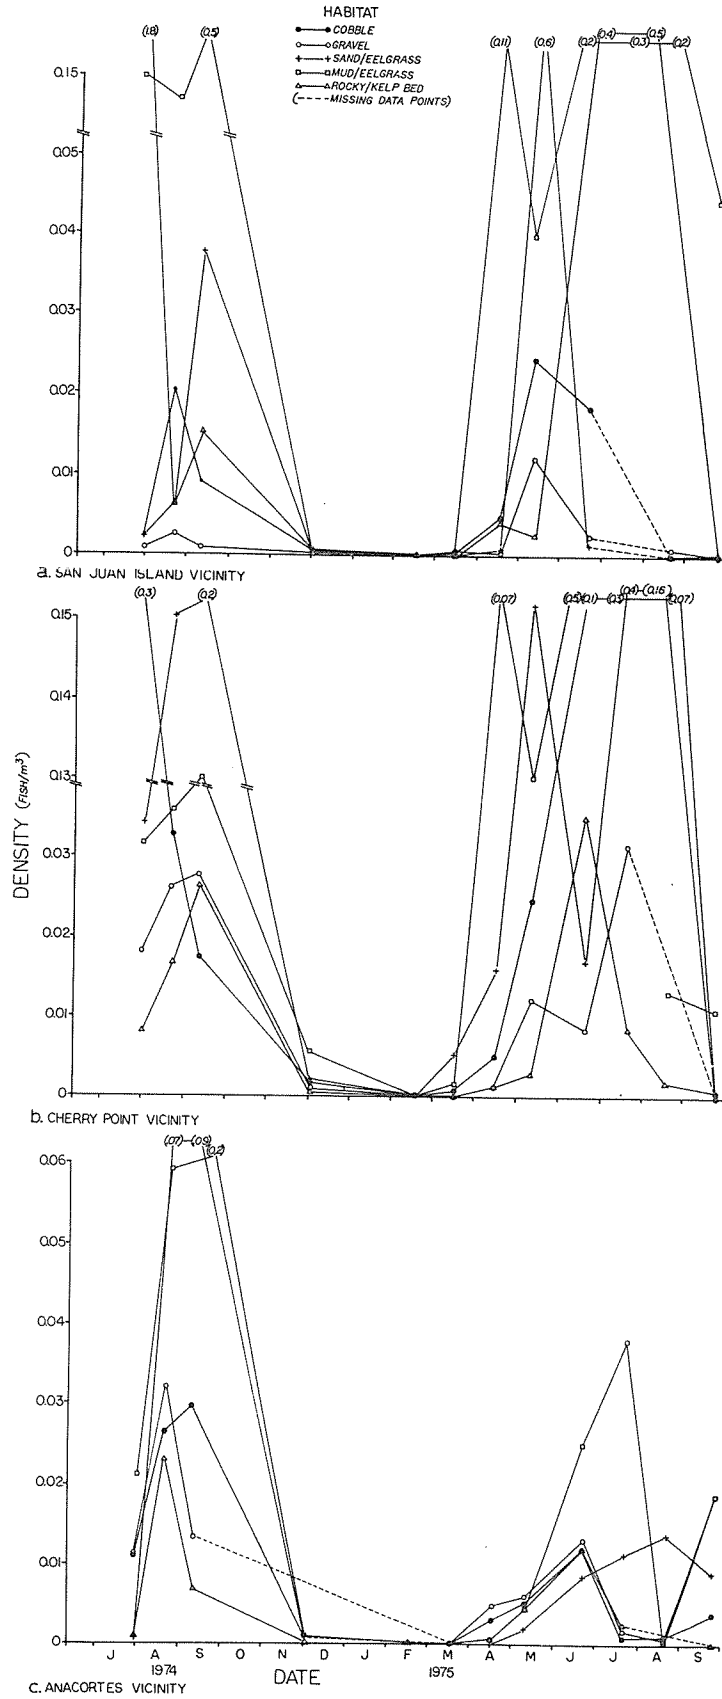 HABITAT
COBBLE
GRAVEL
SAND/EELGRASS
MUD/EELGRASS
ROCKY/KELP BED
(----MISSING DATA POINTS)
(1.8) (0.5) (0.11) (0.6) (0.2) (0.4) (0.5) (0.3) (0.2)
0.15
0.05
0.04
0.03
0.02
0.01
0
a. SAN JUAN ISLAND VICINITY
(0.3) (0.2) (0.07) (0.5) (0.1) (0.3) (0.4) (0.16) (0.07)
0.15
0.14
0.13
0.03
0.02
0.01
0
DENSITY (FISH/m³)
b. CHERRY POINT VICINITY
(.07) (.09) (0.2)
0.06
0.05
0.04
0.03
0.02
0.01
0
J A S O N D J F M A M J J A S
1974 DATE 1975
c. ANACORTES VICINITY